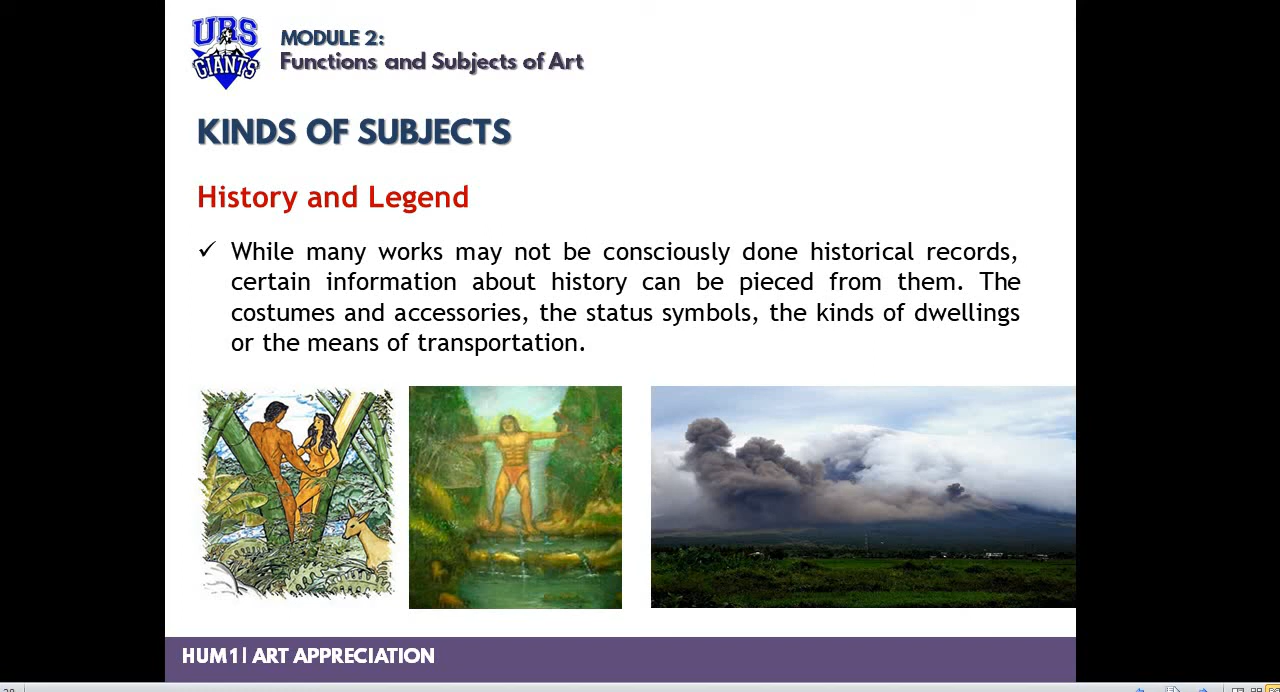 URS
GIANTS
MODULE 2:
Functions and Subjects of Art
KINDS OF SUBJECTS
History and Legend
✓ While many works may not be consciously done historical records,
certain information about history can be pieced from them. The
costumes and accessories, the status symbols, the kinds of dwellings
or the means of transportation.
HUM1| ART APPRECIATION